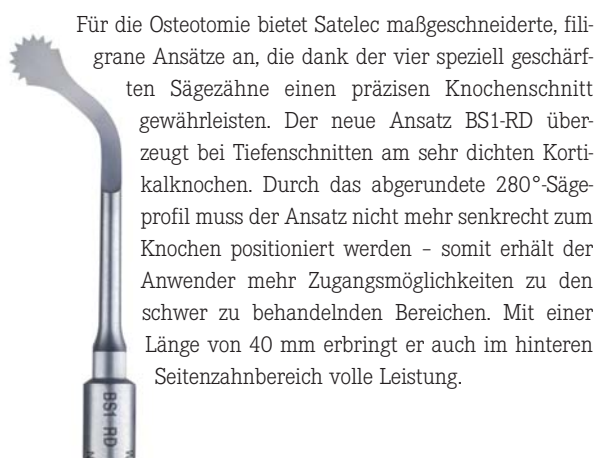 Für die Osteotomie bietet Satelec maßgeschneiderte, fili-
grane Ansätze an, die dank der vier speziell geschärf-
ten Sägezähne einen präzisen Knochenschnitt
gewährleisten. Der neue Ansatz BS1-RD über-
zeugt bei Tiefenschnitten am sehr dichten Korti-
kalknochen. Durch das abgerundete 280°-Säge-
profil muss der Ansatz nicht mehr senkrecht zum
Knochen positioniert werden – somit erhält der
Anwender mehr Zugangsmöglichkeiten zu den
schwer zu behandelnden Bereichen. Mit einer
Länge von 40 mm erbringt er auch im hinteren
Seitenzahnbereich volle Leistung.
BS1 RD